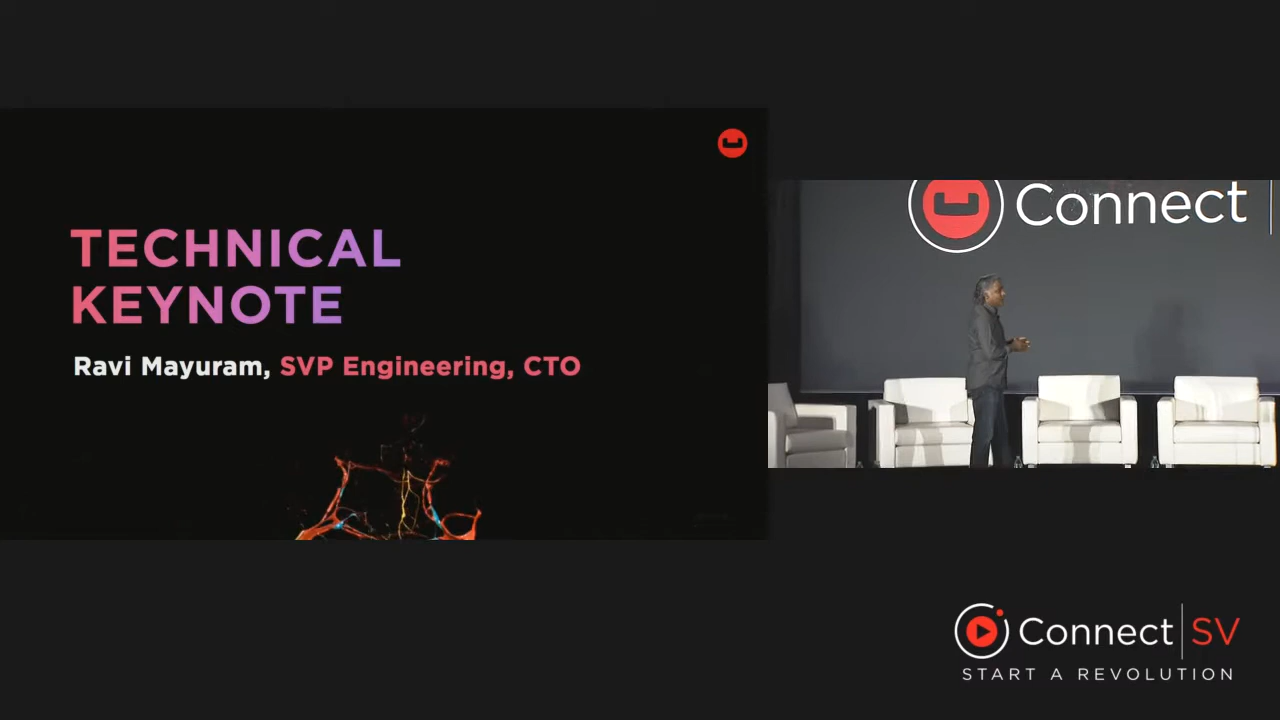 TECHNICAL
KEYNOTE
Ravi Mayuram, SVP Engineering, CTO
Connect
Connect | SV
START A REVOLUTION